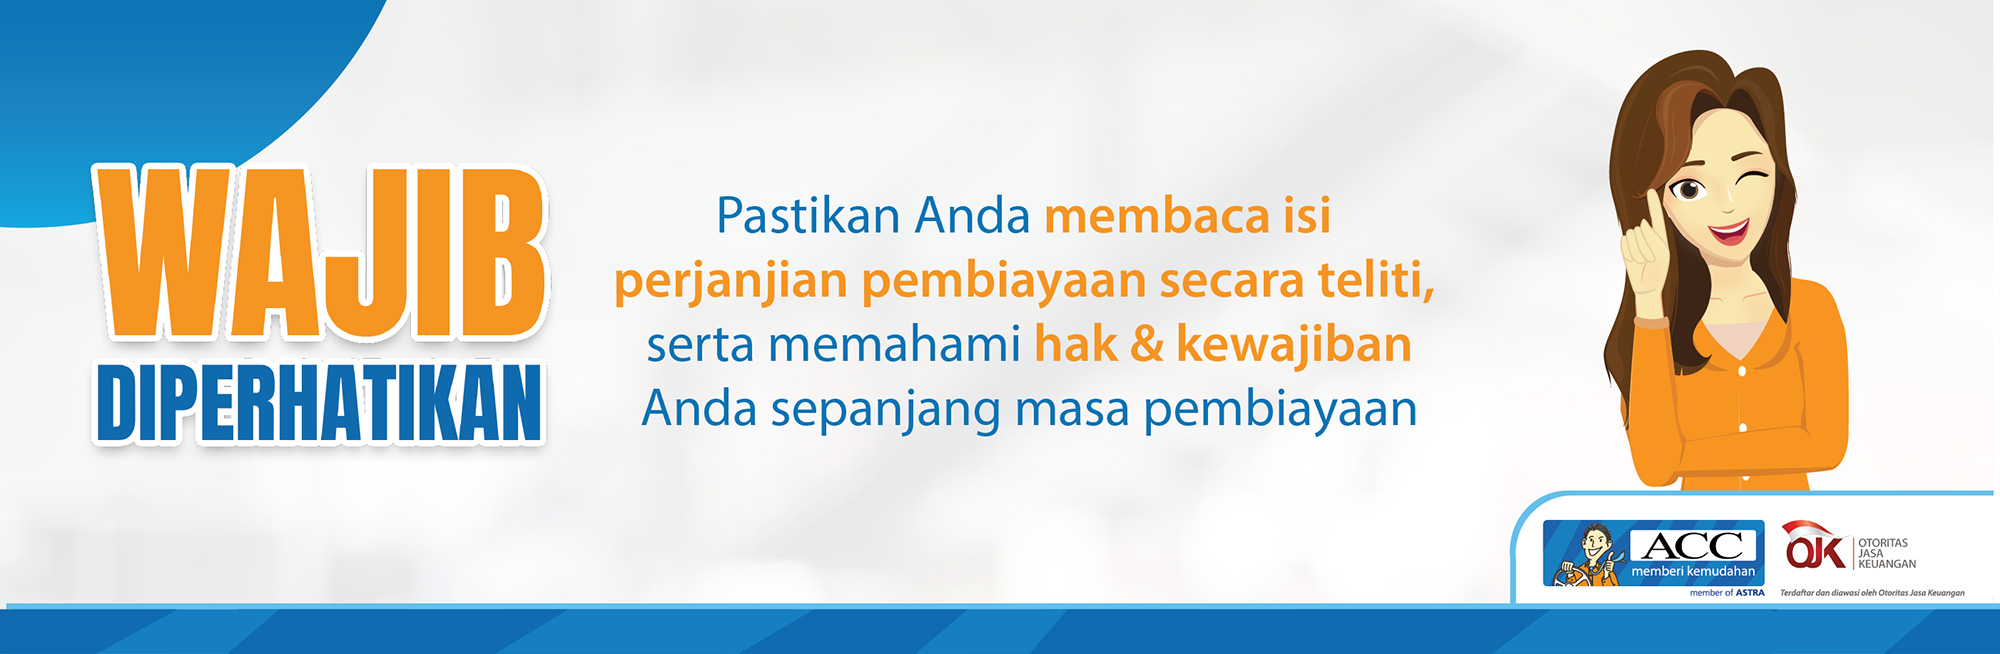 WAJIB
DIPERHATIKAN
Pastikan Anda membaca isi
perjanjian pembiayaan secara teliti,
serta memahami hak & kewajiban
Anda sepanjang masa pembiayaan
ACC
memberi kemudahan
member of ASTRA
OJK
OTORITAS
JASA
KEUANGAN
Terdaftar dan diawasi oleh Otoritas Jasa Keuangan